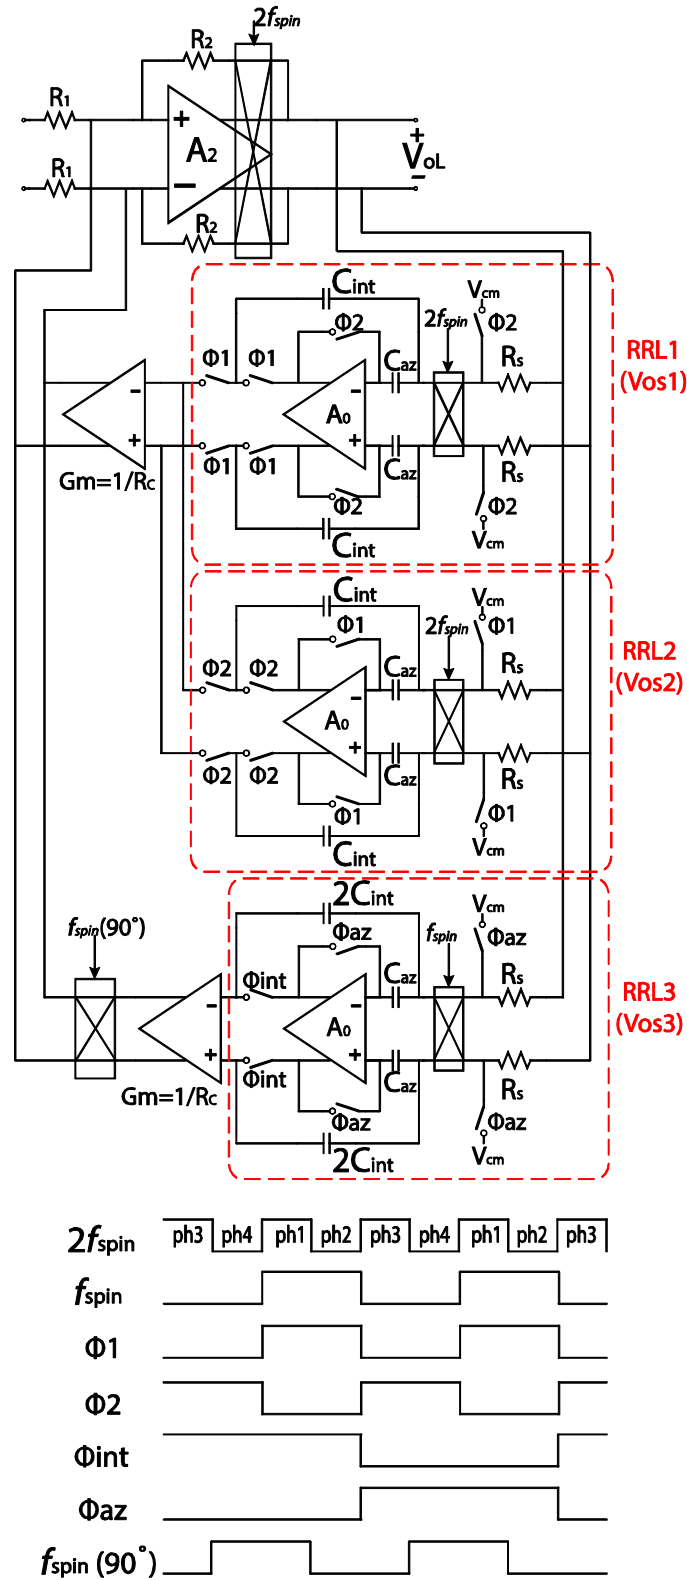 2fspin
R2
R1
+
A2
+
VoL
−
R1
−
R2
Cint
Vcm
Φ2
2fspin
Φ2
Φ1 Φ1
Caz
Rs
RRL1
(Vos1)
−
A0
−
+
+
Φ1 Φ1
Caz
Rs
Gm=1/Rc
Φ2
Φ2
Cint
Vcm
Cint
Vcm
Φ1
2fspin
Φ1
Φ2 Φ2
Caz
Rs
RRL2
(Vos2)
−
A0
+
Φ2 Φ2
Caz
Rs
Φ1
Φ1
Cint
Vcm
2Cint
Vcm
fspin(90°)
Φaz
fspin
Φaz
Φint
Caz
Rs
RRL3
(Vos3)
−
−
A0
+
+
Φint
Caz
Rs
Gm=1/Rc
Φaz
Φaz
2Cint
Vcm
2fspin ph3 ph4 ph1 ph2 ph3 ph4 ph1 ph2 ph3
fspin
Φ1
Φ2
Φint
Φaz
fspin (90°)